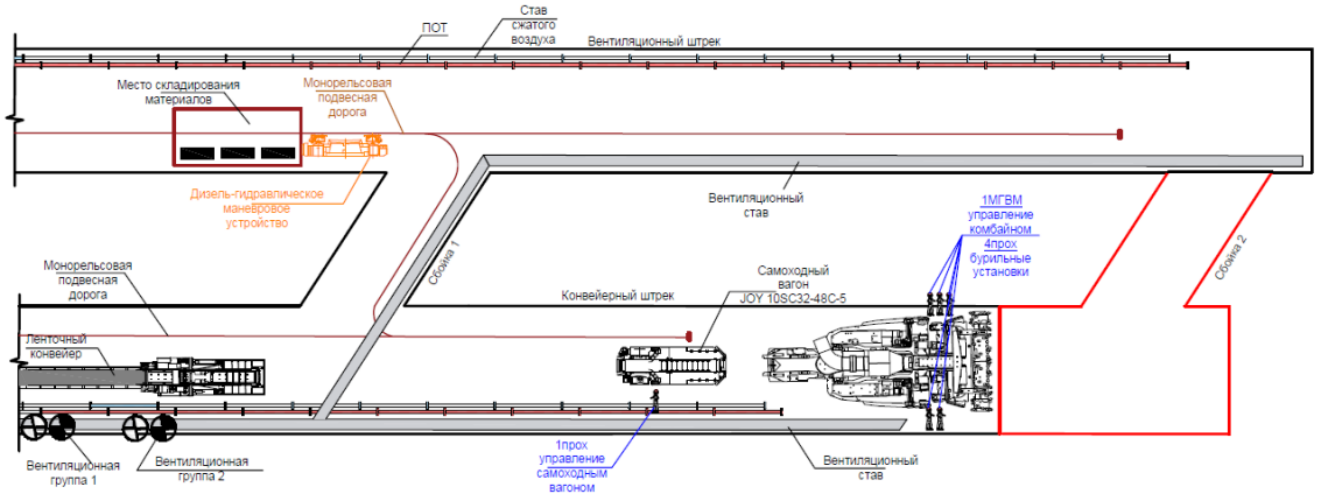 Став
сжатого
воздуха
ПОТ
Вентиляционный штрек
Место складирования
материалов
Монорельсовая
подвесная
дорога
Дизель-гидравлическое
маневровое
устройство
Вентиляционный
став
1МГВМ
управление
комбайном
4прох
бурильные
установки
Сбойка 1
Сбойка 2
Монорельсовая
подвесная
дорога
Самоходный
вагон
JOY 10SC32-48C-5
Конвейерный штрек
Ленточный
конвейер
Вентиляционная
группа 1
Вентиляционная
группа 2
1прох
управление
самоходным
вагоном
Вентиляционный
став